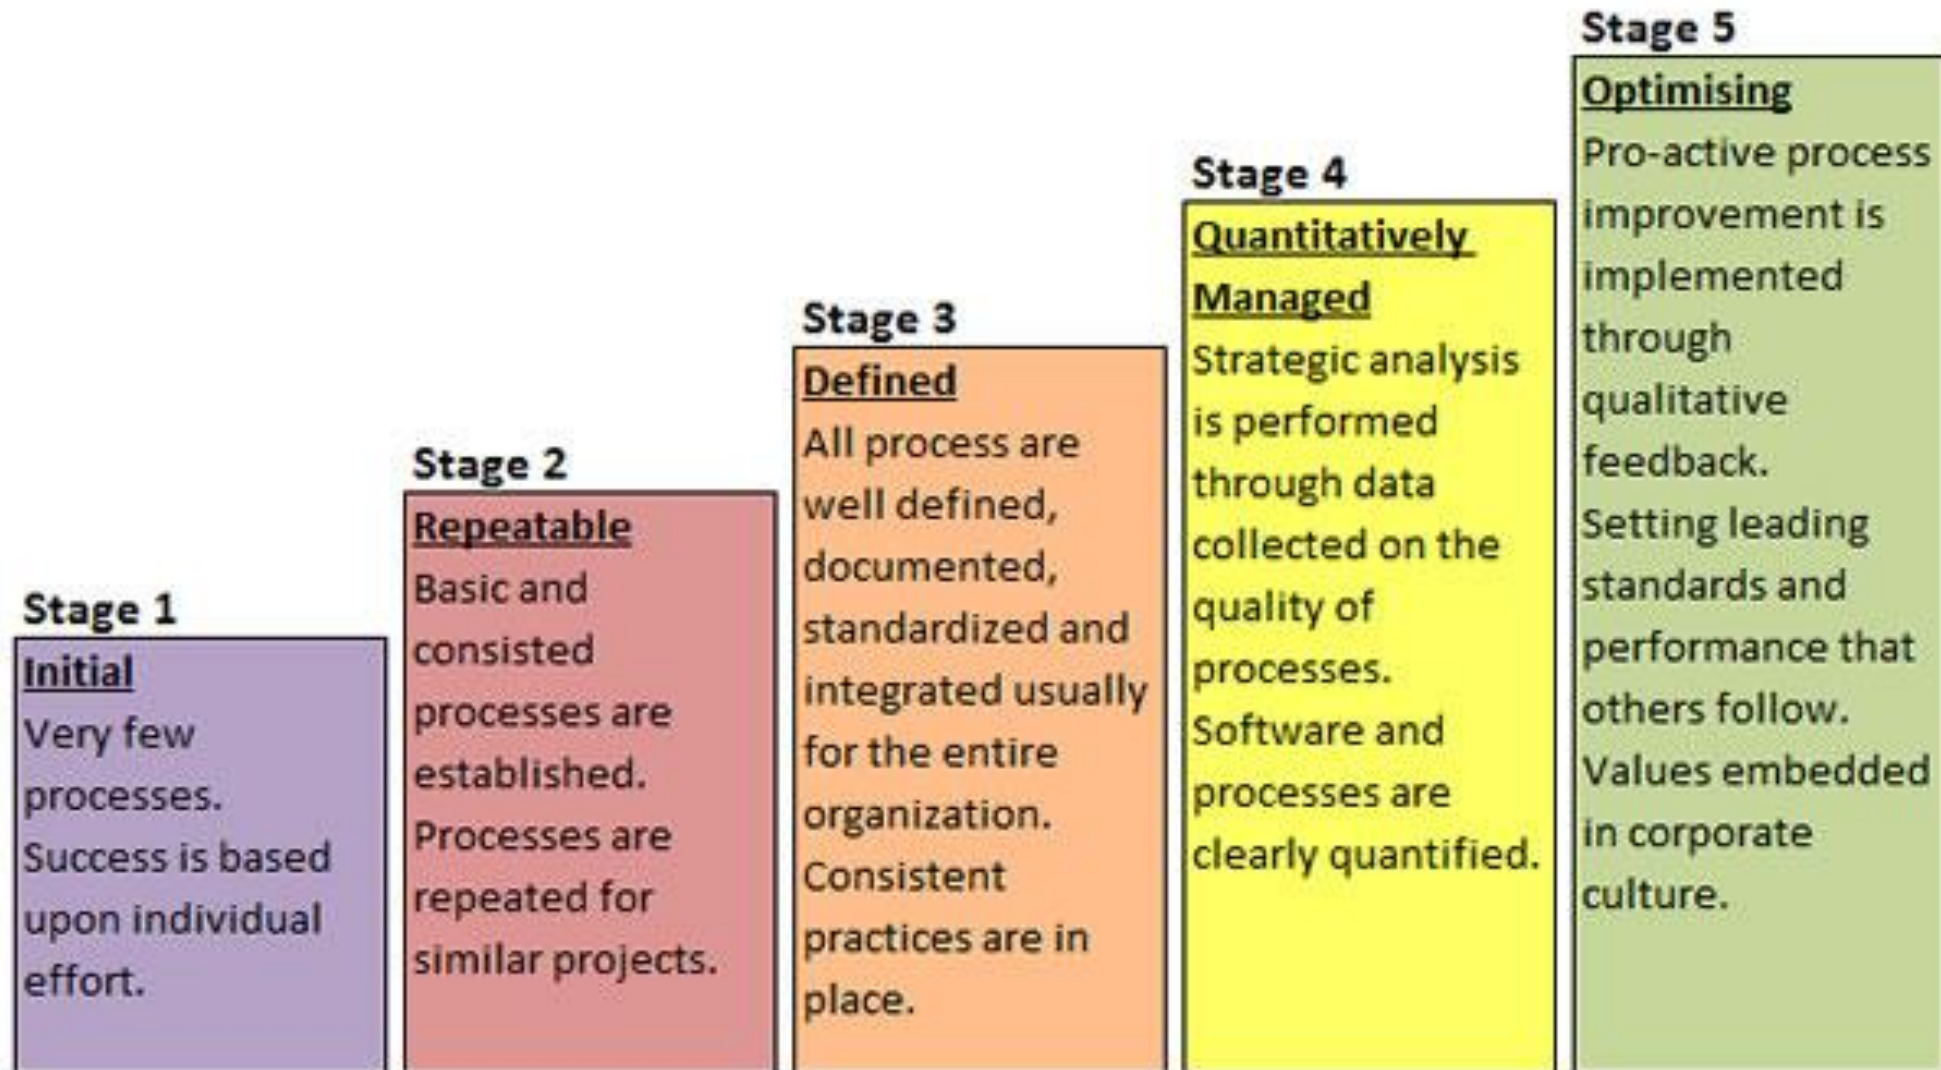 Stage 1
Initial
Very few
processes.
Success is based
upon individual
effort.
Stage 2
Repeatable
Basic and
consisted
processes are
established.
Processes are
repeated for
similar projects.
Stage 3
Defined
All process are
well defined,
documented,
standardized and
integrated usually
for the entire
organization.
Consistent
practices are in
place.
Stage 4
Quantitatively
Managed
Strategic analysis
is performed
through data
collected on the
quality of
processes.
Software and
processes are
clearly quantified.
Stage 5
Optimising
Pro-active process
improvement is
implemented
through
qualitative
feedback.
Setting leading
standards and
performance that
others follow.
Values embedded
in corporate
culture.